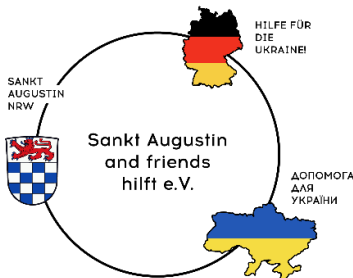 HILFE FÜR
DIE
UKRAINE!
SANKT
AUGUSTIN
NRW
Sankt Augustin
and friends
hilft e.V.
ДОПОМОГА
ДЛЯ
УКРАЇНИ